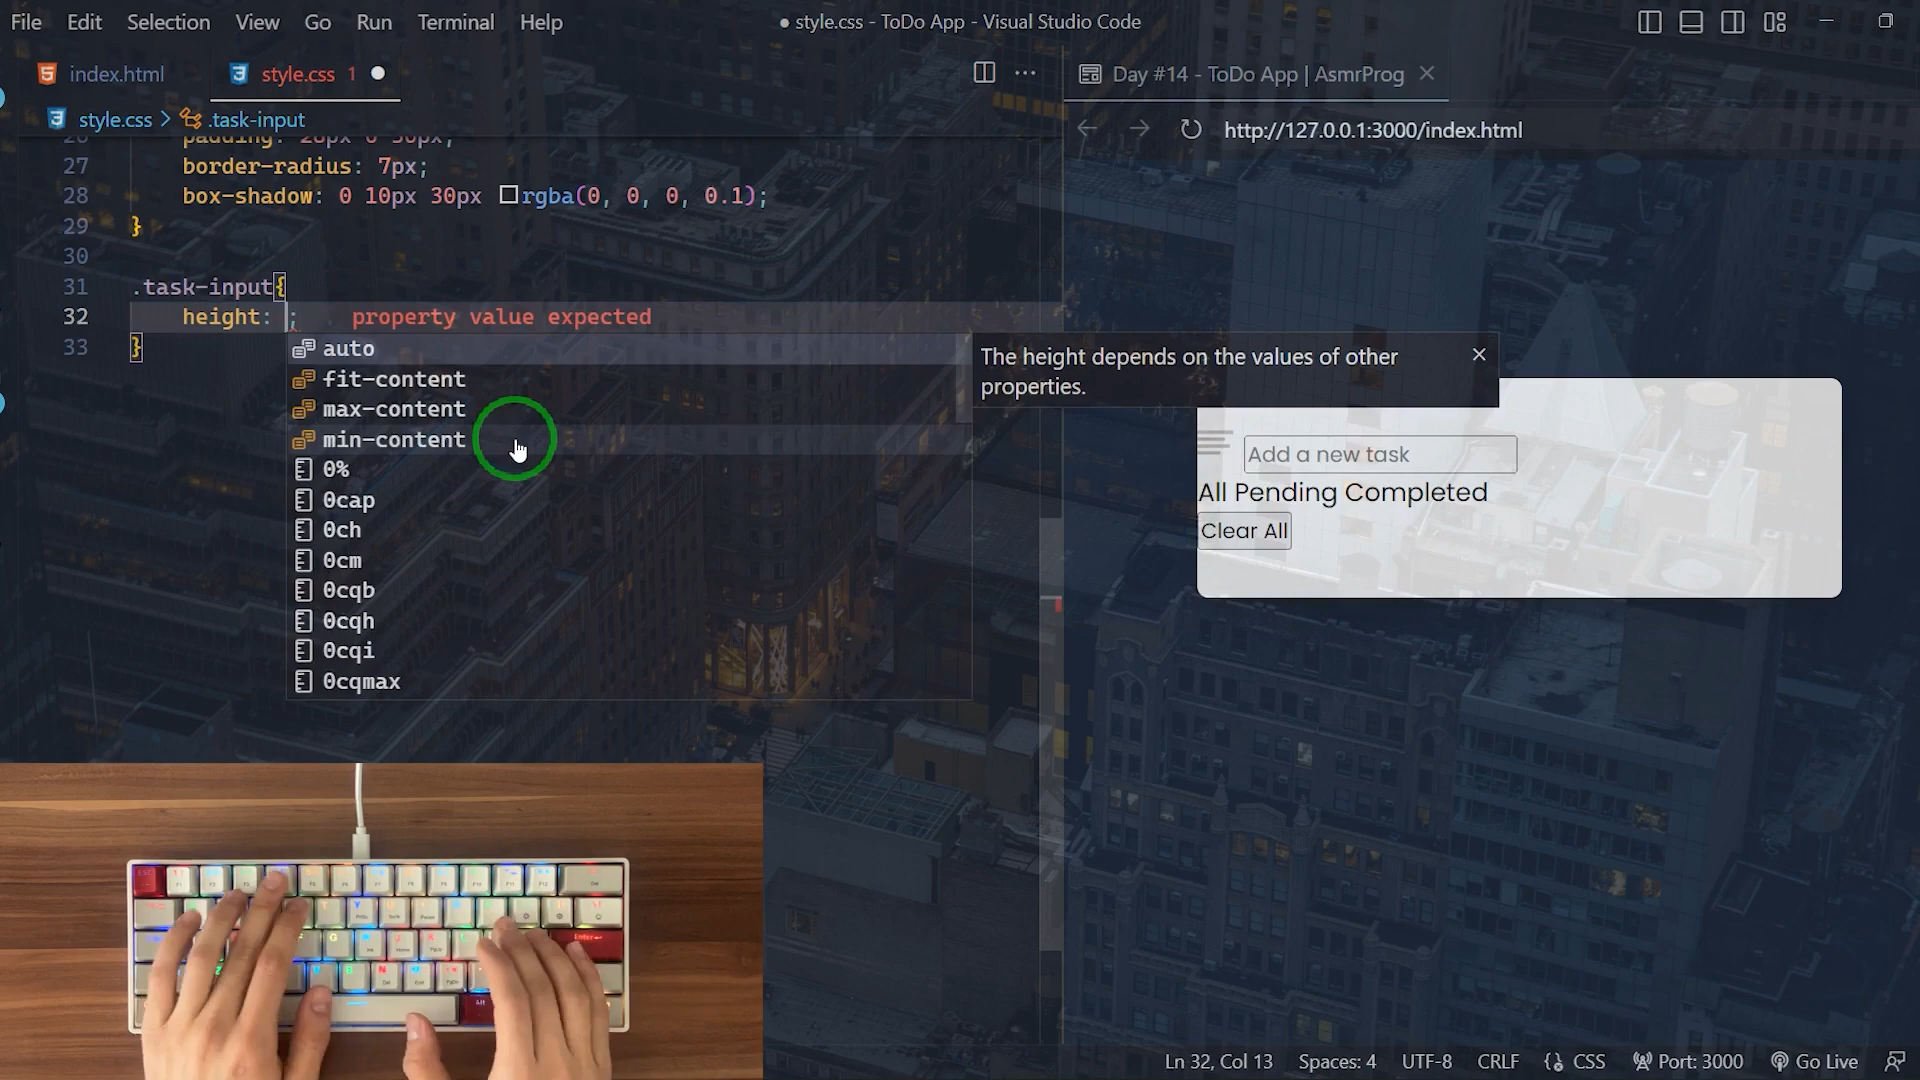 File Edit Selection View Go Run Terminal Help
● style.css - ToDo App - Visual Studio Code
index.html
style.css 1
Day #14 - ToDo App | AsmrProg
style.css > .task-input
http://127.0.0.1:3000/index.html
27 border-radius: 7px;
28 box-shadow: 0 10px 30px rgba(0, 0, 0, 0.1);
29 }
30
31 .task-input{
32 height: ; property value expected
33 }
auto
fit-content
max-content
min-content
0%
0cap
0ch
0cm
0cqb
0cqh
0cqi
0cqmax
The height depends on the values of other
properties.
Add a new task
All Pending Completed
Clear All
Ln 32, Col 13 Spaces: 4 UTF-8 CRLF CSS Port: 3000 Go Live